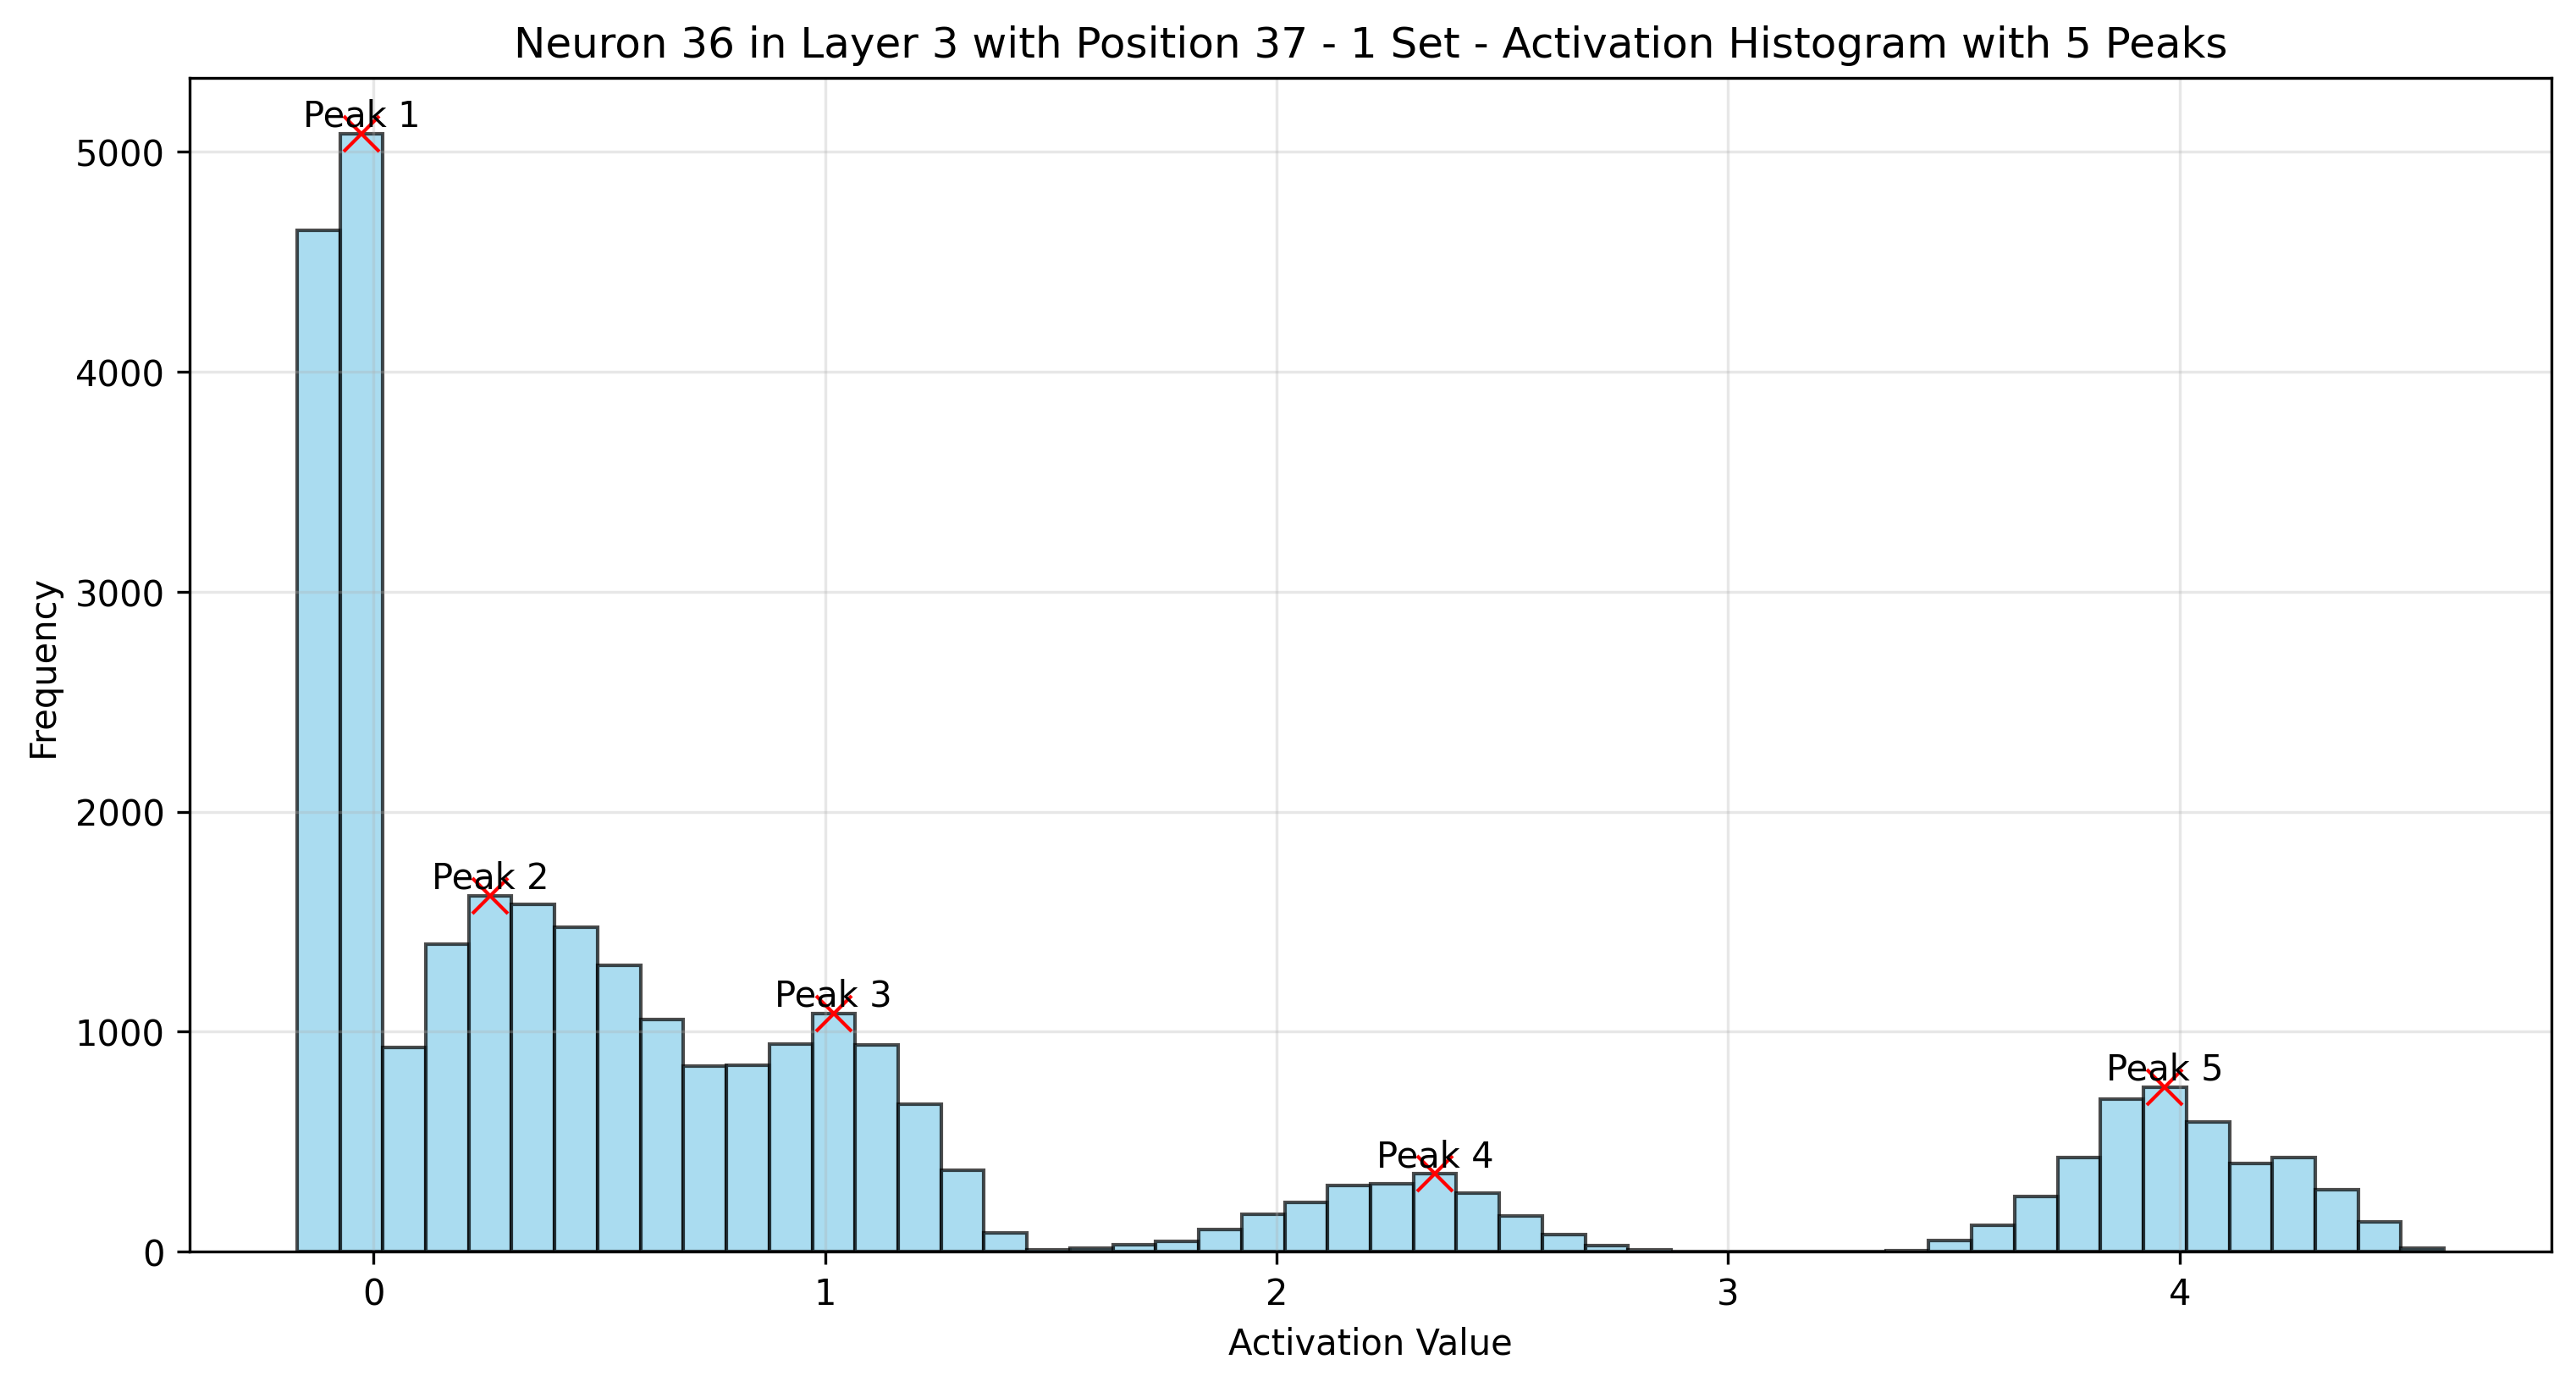 Neuron 36 in Layer 3 with Position 37 - 1 Set - Activation Histogram with 5 Peaks
Peak 1
5000
4000
3000
Frequency
2000
Peak 2
Peak 3
1000
Peak 5
Peak 4
0
0 1 2 3 4
Activation Value